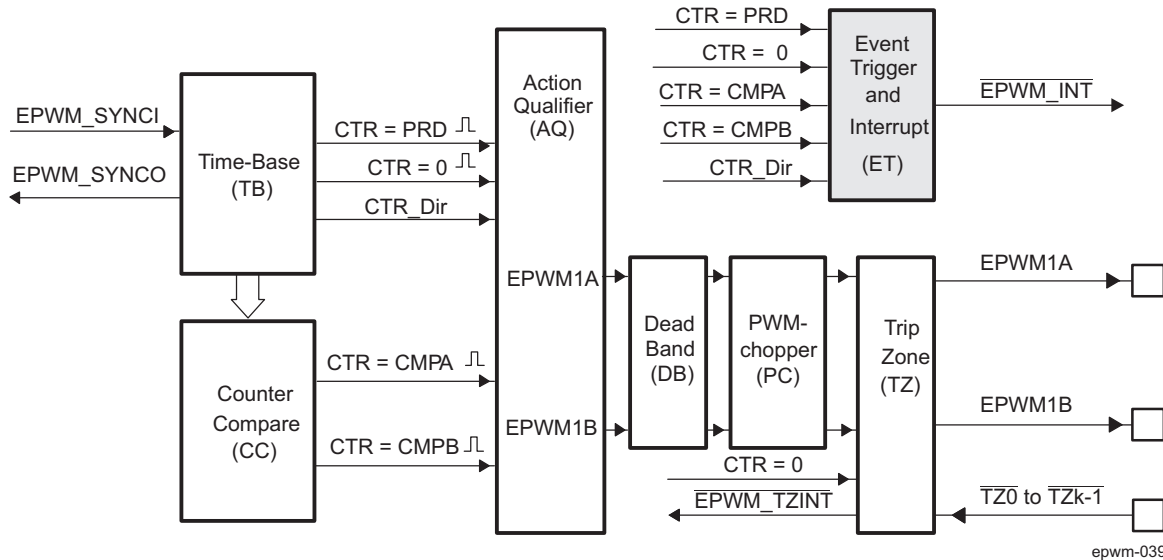 EPWM_SYNCI
EPWM_SYNCO
Time-Base
(TB)
CTR = PRD
CTR = 0
CTR_Dir
Counter
Compare
(CC)
CTR = CMPA
CTR = CMPB
Action
Qualifier
(AQ)
EPWM1A
EPWM1B
CTR = PRD
CTR = 0
CTR = CMPA
CTR = CMPB
CTR_Dir
Event
Trigger
and
Interrupt
(ET)
EPWM_INT
Dead
Band
(DB)
PWM-
chopper
(PC)
Trip
Zone
(TZ)
CTR = 0
EPWM_TZINT
EPWM1A
EPWM1B
TZ0 to TZk-1
epwm-039